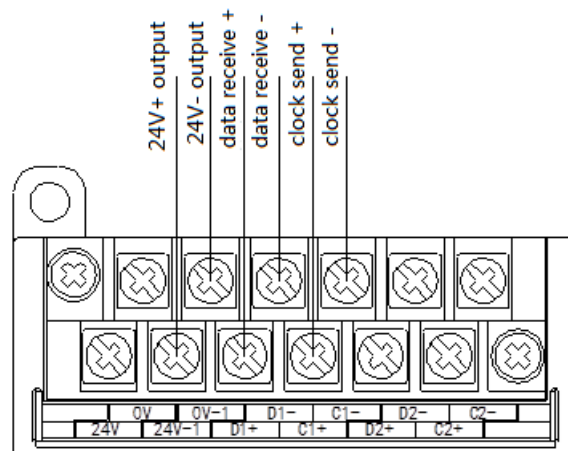 24V+ output
24V- output
data receive +
data receive -
clock send +
clock send -
0V 0V-1 D1- C1- D2- C2-
24V 24V-1 D1+ C1+ D2+ C2+